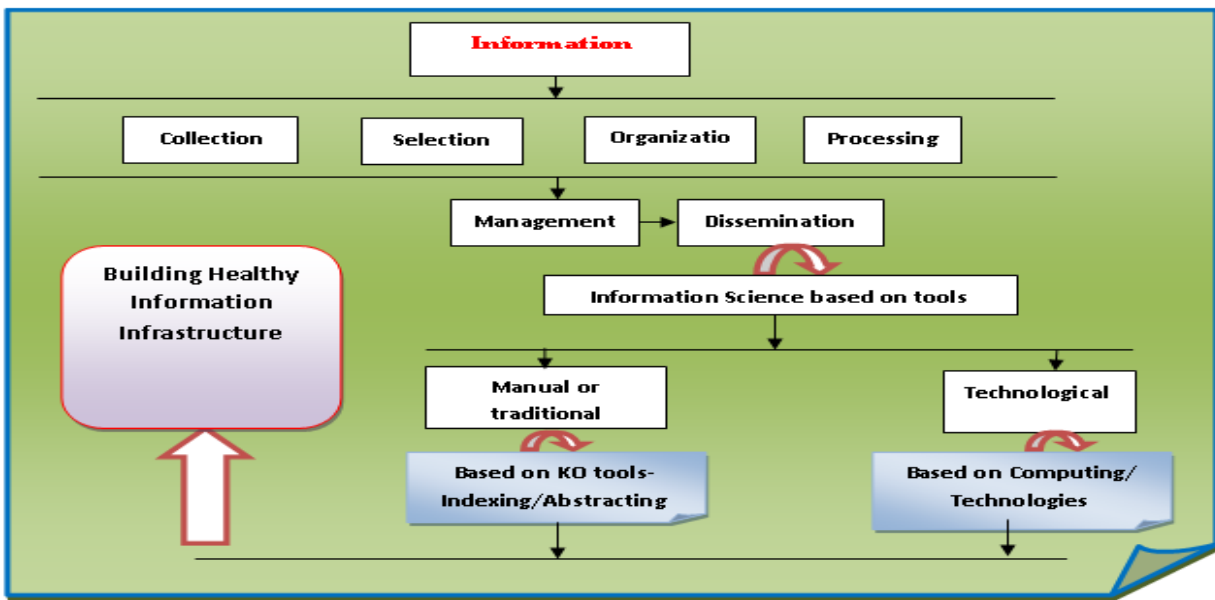 Information
Collection
Selection
Organizatio
Processing
Management
Dissemination
Building Healthy
Information
Infrastructure
Information Science based on tools
Manual or
traditional
Technological
Based on KO tools-
Indexing/Abstracting
Based on Computing/
Technologies